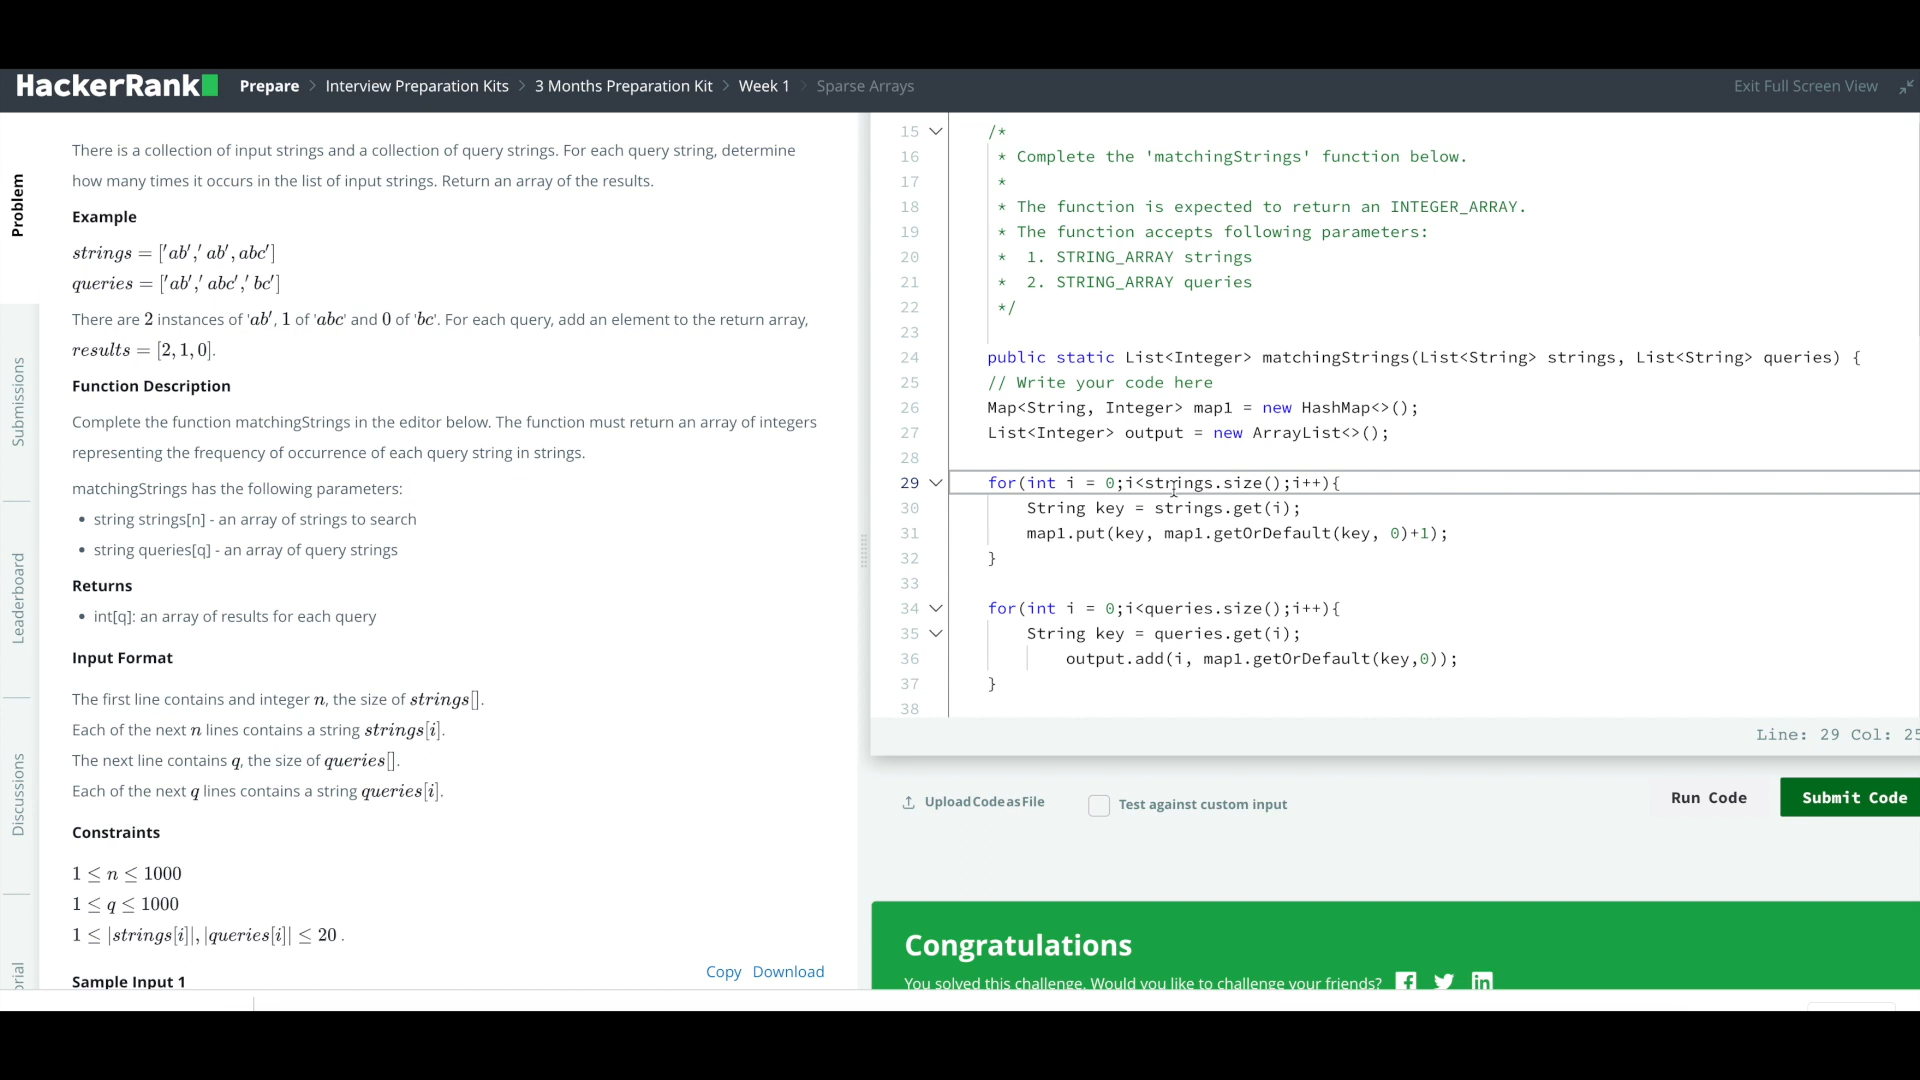 HackerRank Prepare > Interview Preparation Kits > 3 Months Preparation Kit > Week 1 > Sparse Arrays Exit Full Screen View
Problem
Submissions
Leaderboard
Discussions
There is a collection of input strings and a collection of query strings. For each query string, determine
how many times it occurs in the list of input strings. Return an array of the results.
Example
strings = ['ab',' ab', abc']
queries = ['ab',' abc',' bc']
There are 2 instances of 'ab', 1 of 'abc' and 0 of 'bc'. For each query, add an element to the return array,
results = [2, 1, 0].
Function Description
Complete the function matchingStrings in the editor below. The function must return an array of integers
representing the frequency of occurrence of each query string in strings.
matchingStrings has the following parameters:
• string strings[n] - an array of strings to search
• string queries[q] - an array of query strings
Returns
• int[q]: an array of results for each query
Input Format
The first line contains and integer n, the size of strings[].
Each of the next n lines contains a string strings[i].
The next line contains q, the size of queries[].
Each of the next q lines contains a string queries[i].
Constraints
1 ≤ n ≤ 1000
1 ≤ q ≤ 1000
1 ≤ |strings[i]|, |queries[i]| ≤ 20 .
Sample Input 1
Copy Download
15 /*
16 * Complete the 'matchingStrings' function below.
17 *
18 * The function is expected to return an INTEGER_ARRAY.
19 * The function accepts following parameters:
20 * 1. STRING_ARRAY strings
21 * 2. STRING_ARRAY queries
22 */
23
24 public static List<Integer> matchingStrings(List<String> strings, List<String> queries) {
25 // Write your code here
26 Map<String, Integer> map1 = new HashMap<>();
27 List<Integer> output = new ArrayList<>();
28
29 for(int i = 0;i<strings.size();i++){
30 String key = strings.get(i);
31 map1.put(key, map1.getOrDefault(key, 0)+1);
32 }
33
34 for(int i = 0;i<queries.size();i++){
35 String key = queries.get(i);
36 output.add(i, map1.getOrDefault(key,0));
37 }
38
Line: 29 Col: 25
Upload Code as File
Test against custom input
Run Code
Submit Code
Congratulations
You solved this challenge. Would you like to challenge your friends?